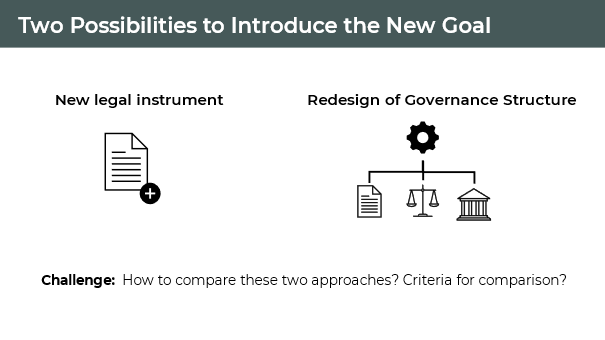 Two Possibilities to Introduce the New Goal
New legal instrument
Redesign of Governance Structure
Challenge: How to compare these two approaches? Criteria for comparison?